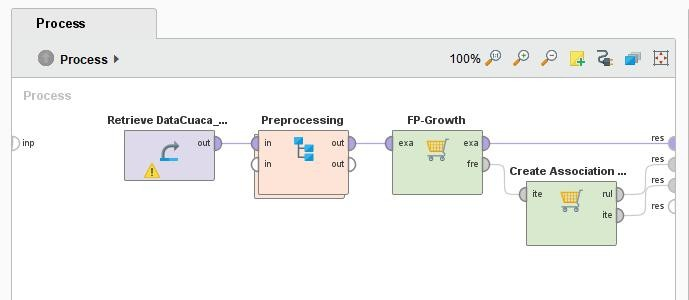 Process
Process
100%
Process
inp
Retrieve DataCuaca_...
out
Preprocessing
in
out
in
out
FP-Growth
exa
exa
fre
Create Association ...
ite
rul
ite
res
res
res
res